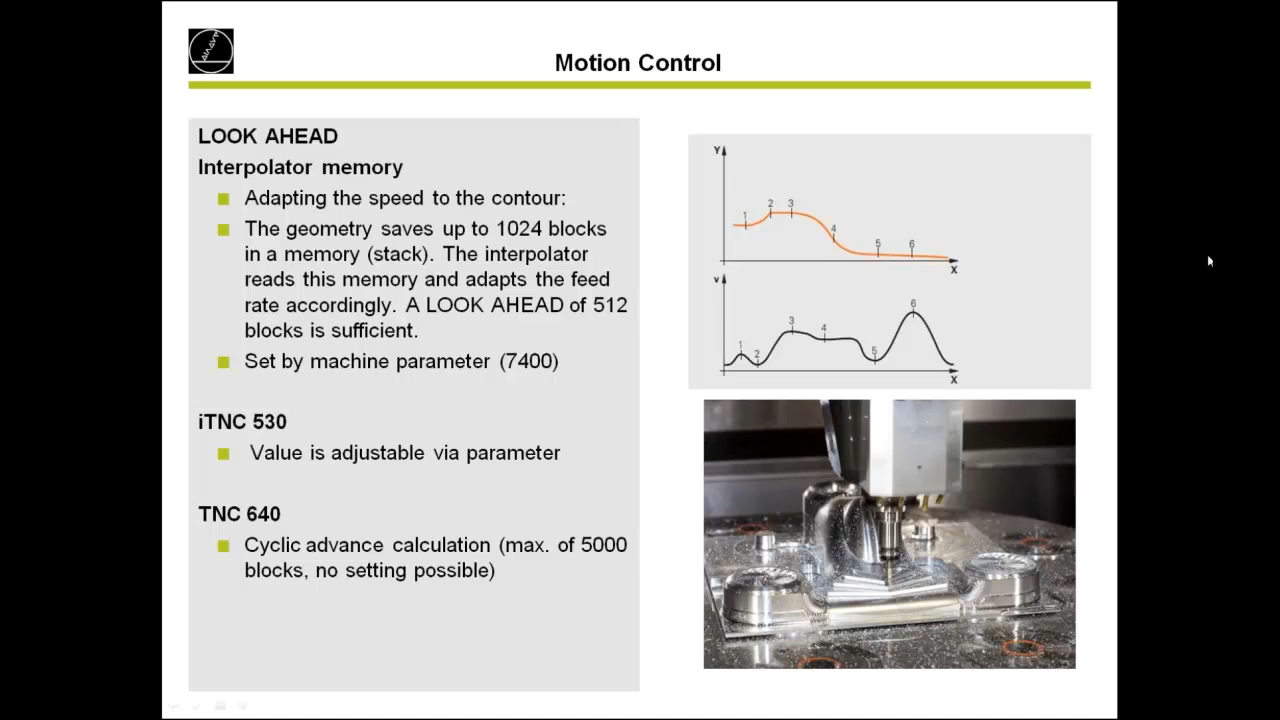 Motion Control
LOOK AHEAD
Interpolator memory
Adapting the speed to the contour:
The geometry saves up to 1024 blocks
in a memory (stack). The interpolator
reads this memory and adapts the feed
rate accordingly. A LOOK AHEAD of 512
blocks is sufficient.
Set by machine parameter (7400)
iTNC 530
Value is adjustable via parameter
TNC 640
Cyclic advance calculation (max. of 5000
blocks, no setting possible)
Y
1
2
3
4
5
6
X
v
1
2
3
4
5
6
X